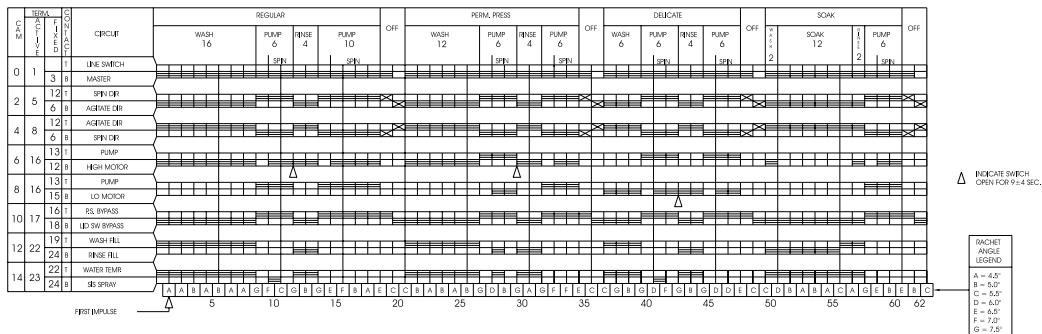 CAM TERM. CONTACT CIRCUIT REGULAR OFF PERM. PRESS OFF DELICATE OFF SOAK OFF
ACTIVE FIXED
WASH 16 PUMP 6 RINSE 4 PUMP 10 WASH 12 PUMP 6 RINSE 4 PUMP 6 WASH 6 PUMP 6 RINSE 4 PUMP 6 WASH 2 SOAK 12 RINSE 2 PUMP 6
SPIN SPIN SPIN SPIN SPIN SPIN SPIN
0 1 T LINE SWITCH
3 B MASTER
2 5 12 T SPIN DIR
6 B AGITATE DIR
4 8 12 T AGITATE DIR
6 B SPIN DIR
6 16 13 T PUMP
12 B HIGH MOTOR
8 16 13 T PUMP
15 B LO MOTOR
10 17 16 T P.S. BYPASS
18 B LID SW BYPASS
12 22 19 T WASH FILL
24 B RINSE FILL
14 23 22 T WATER TEMP.
24 B SIS SPRAY
A A B A B A A G F C F E G B G F B A E C C B A B A B G D B G A G F E C C G B G D F G B G D D E C C D B A B A C A G E B E B C
5 10 15 20 25 30 35 40 45 50 55 60 62
FIRST IMPULSE
INDICATE SWITCH
OPEN FOR 9±4 SEC.
RACHET
ANGLE
LEGEND
A = 4.5°
B = 5.0°
C = 5.5°
D = 6.0°
E = 6.5°
F = 7.0°
G = 7.5°